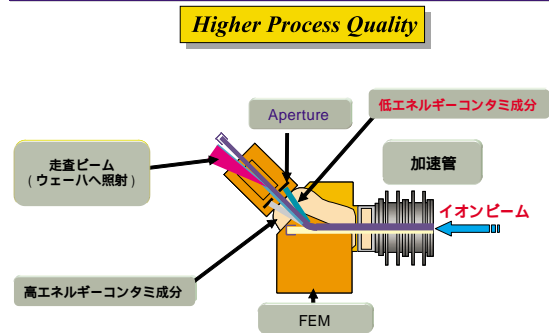 Higher Process Quality
Aperture
低エネルギーコンタミ成分
走査ビーム
(ウェーハへ照射)
加速管
イオンビーム
高エネルギーコンタミ成分
FEM